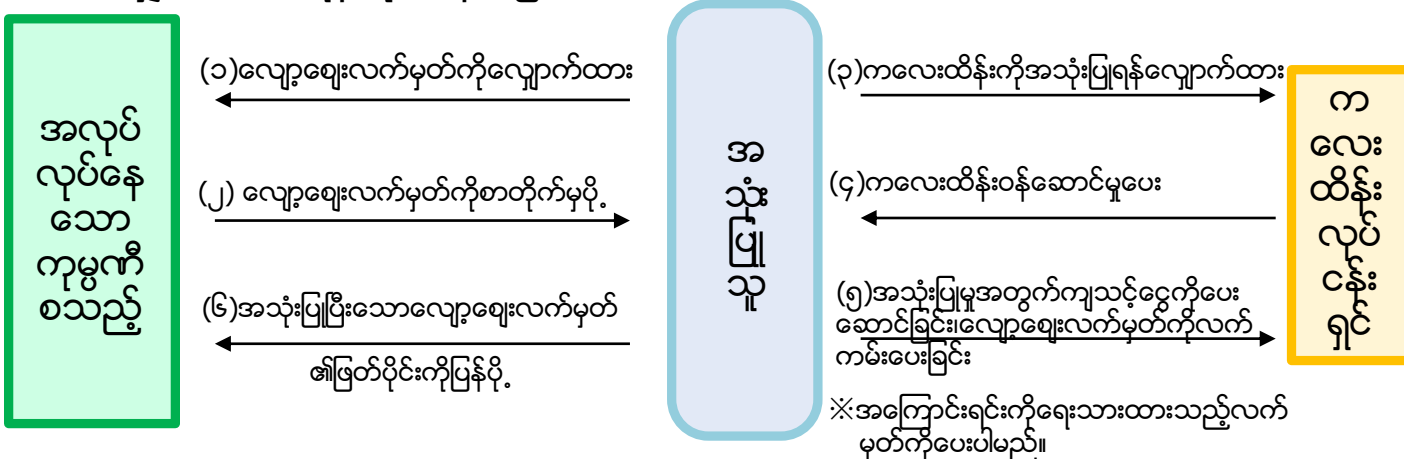 အလုပ်
လုပ်နေ
သော
ကုမ္ပဏီ
စသည့်
(၁)လျော့ဈေးလက်မှတ်ကိုလျှောက်ထား
(၂) လျော့ဈေးလက်မှတ်ကိုစာတိုက်မှပို့
(၆)အသုံးပြုပြီးသောလျော့ဈေးလက်မှတ်
၏ဖြတ်ပိုင်းကိုပြန်ပို့
အ
သုံး
ပြု
သူ
(၃)ကလေးထိန်းကိုအသုံးပြုရန်လျှောက်ထား
(၄)ကလေးထိန်းဝန်ဆောင်မှုပေး
(၅)အသုံးပြုမှုအတွက်ကျသင့်ငွေကိုပေး
ဆောင်ခြင်း၊လျော့ဈေးလက်မှတ်ကိုလက်
ကမ်းပေးခြင်း
※အကြောင်းရင်းကိုရေးသားထားသည့်လက်
မှတ်ကိုပေးပါမည်။
က
လေး
ထိန်း
လုပ်
ငန်း
ရှင်